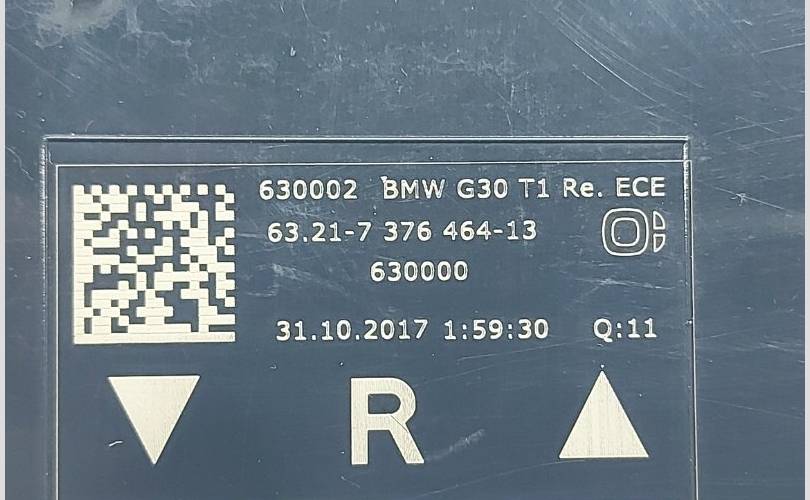 630002 BMW G30 T1 Re. ECE
63.21-7 376 464-13
630000
31.10.2017 1:59:30 Q:11
R